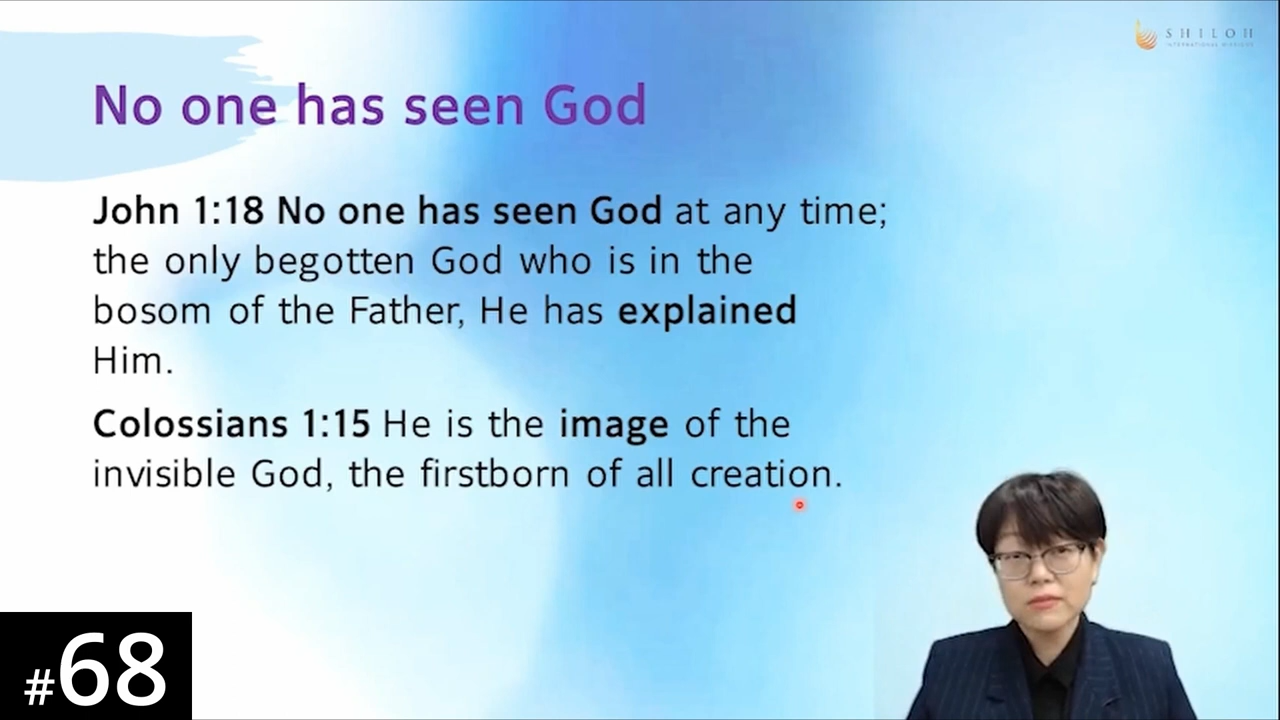 SHILOH
INTERNATIONAL MISSIONS
No one has seen God
John 1:18 No one has seen God at any time;
the only begotten God who is in the
bosom of the Father, He has explained
Him.
Colossians 1:15 He is the image of the
invisible God, the firstborn of all creation.
#68